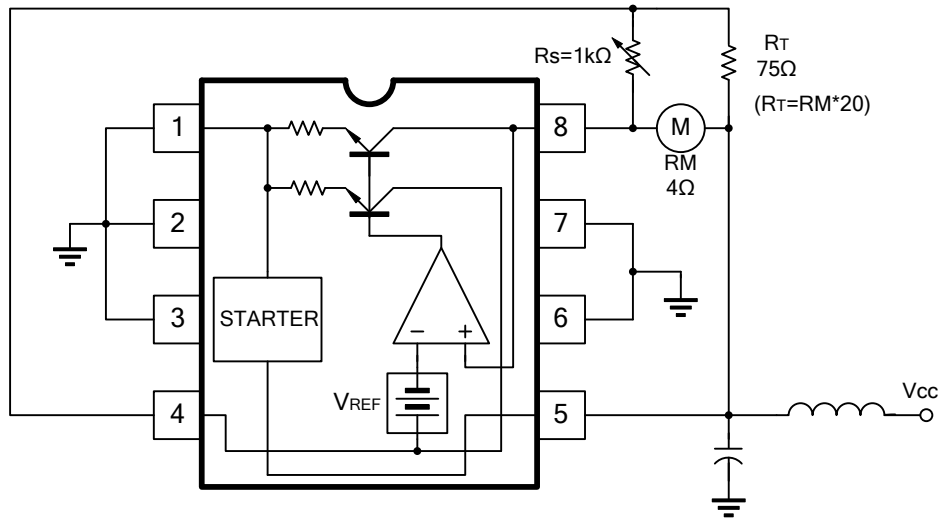 Rs=1kΩ
RT
75Ω
(RT=RM*20)
1
8
M
RM
4Ω
2
7
3
STARTER
6
− +
VREF
4
5
Vcc